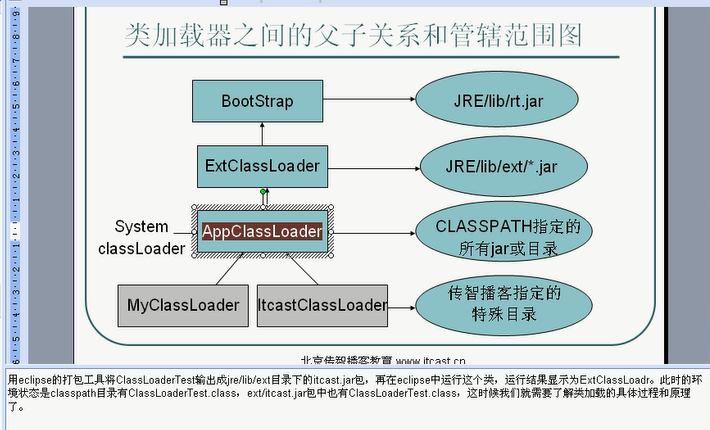 类加载器之间的父子关系和管辖范围图
BootStrap
JRE/lib/rt.jar
ExtClassLoader
JRE/lib/ext/*.jar
System
classLoader
AppClassLoader
CLASSPATH指定的
所有jar或目录
MyClassLoader
ItcastClassLoader
传智播客指定的
特殊目录
北京传智播客教育 www.itcast.cn
用eclipse的打包工具将ClassLoaderTest输出成jre/lib/ext目录下的itcast.jar包，再在eclipse中运行这个类，运行结果显示为ExtClassLoadr。此时的环
境状态是classpath目录有ClassLoaderTest.class，ext/itcast.jar包中也有ClassLoaderTest.class，这时候我们就需要了解类加载的具体过程和原理
了。